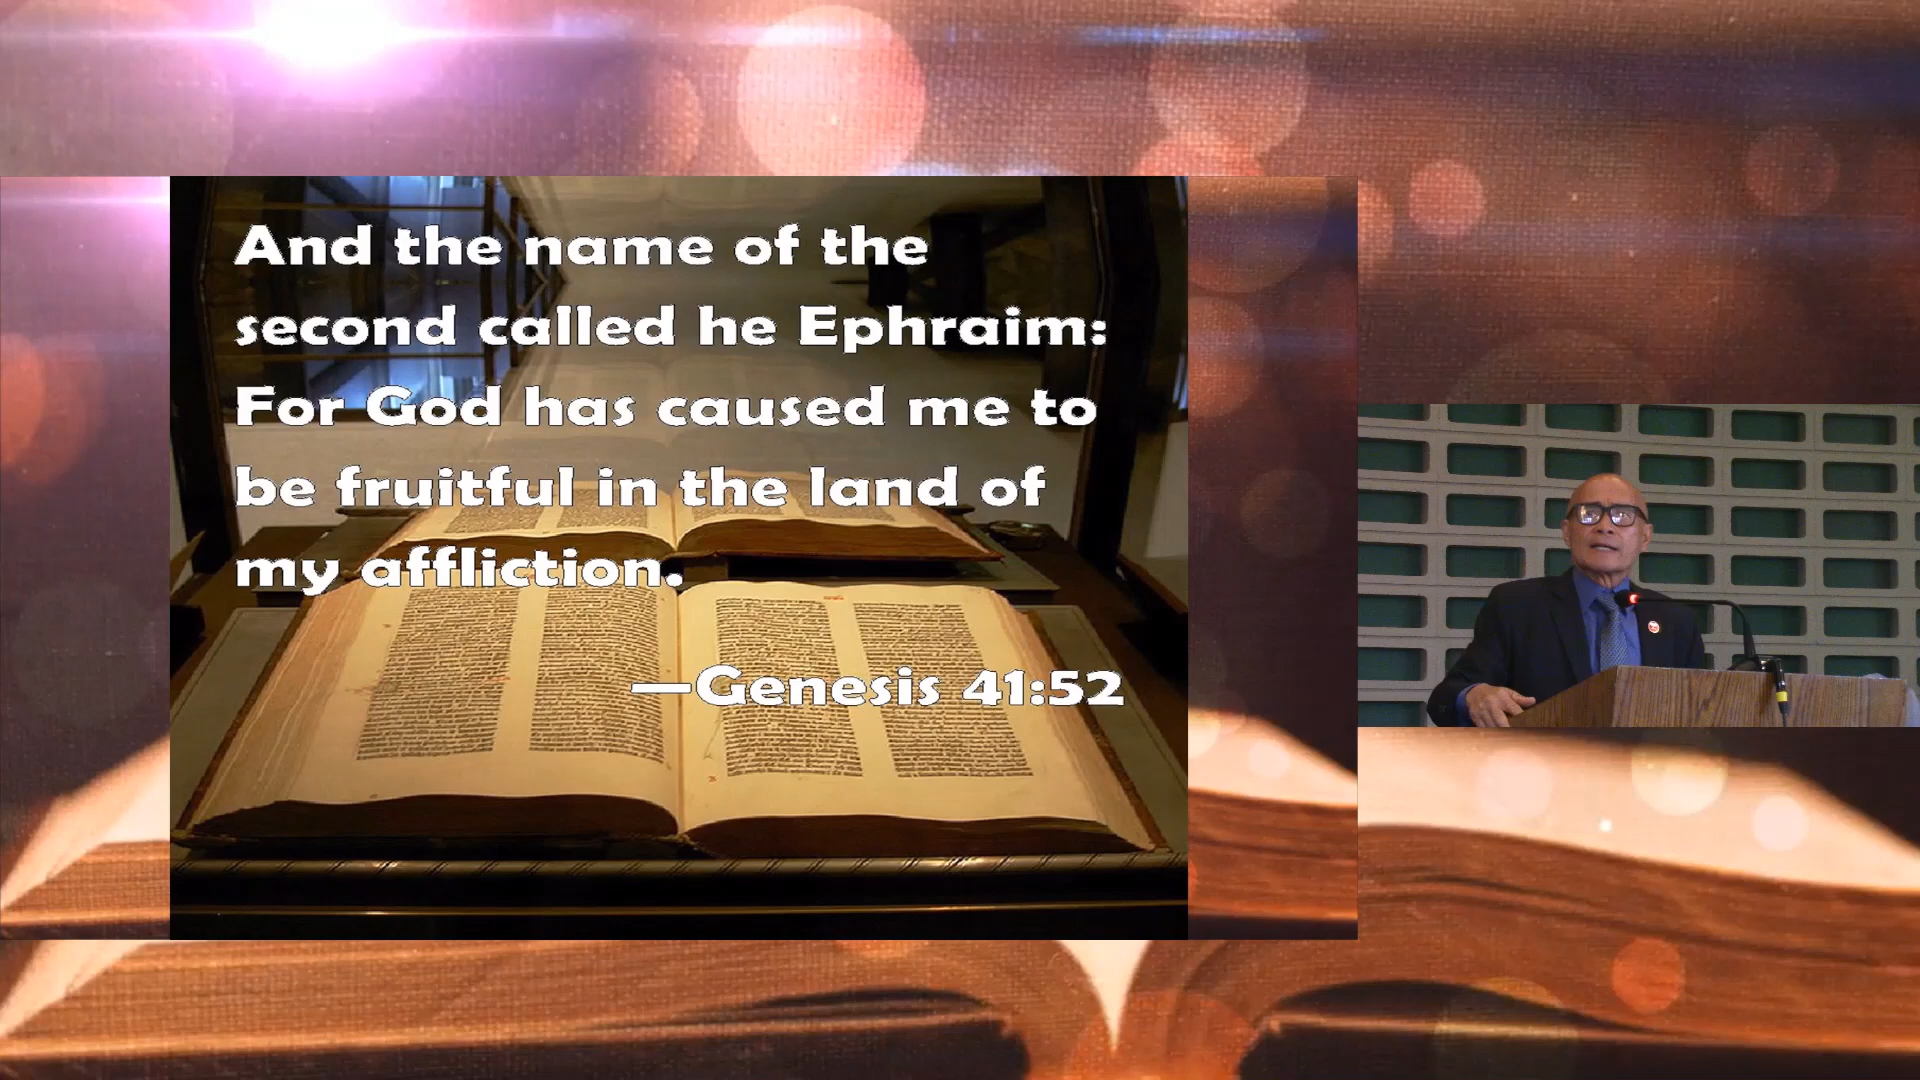 And the name of the
second called he Ephraim:
For God has caused me to
be fruitful in the land of
my affliction.
—Genesis 41:52